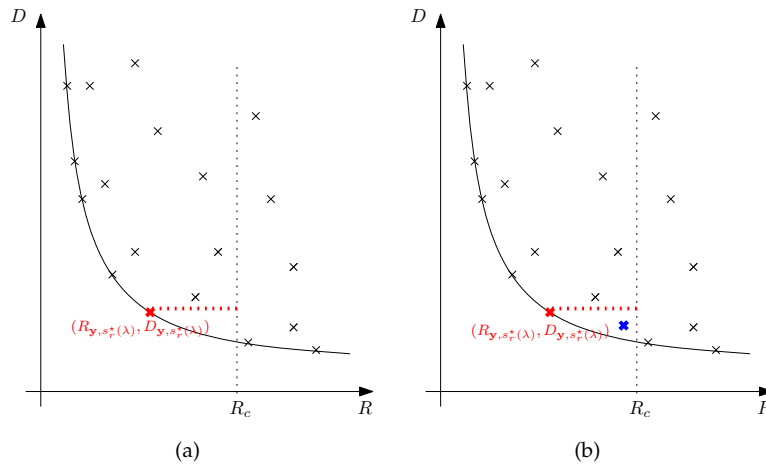 D
(R_{y,s_r^⋆(λ)}, D_{y,s_r^⋆(λ)})
R_c
R
(a)
D
(R_{y,s_r^⋆(λ)}, D_{y,s_r^⋆(λ)})
R_c
R
(b)